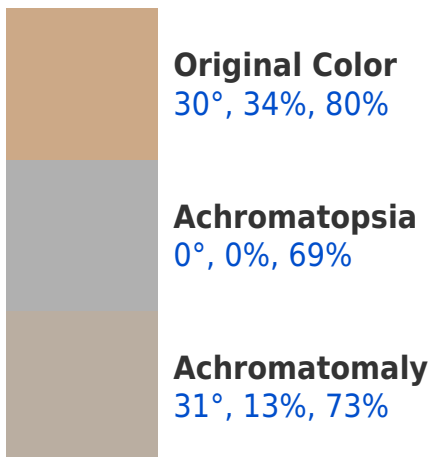 Original Color
30°, 34%, 80%
Achromatopsia
0°, 0%, 69%
Achromatomaly
31°, 13%, 73%